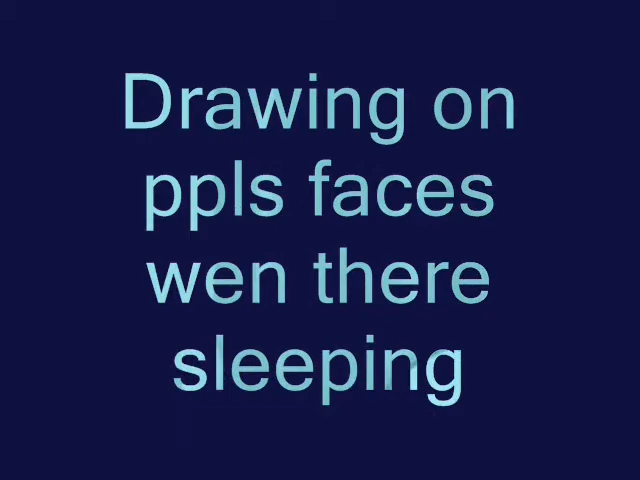 Drawing on
ppls faces
wen there
sleeping